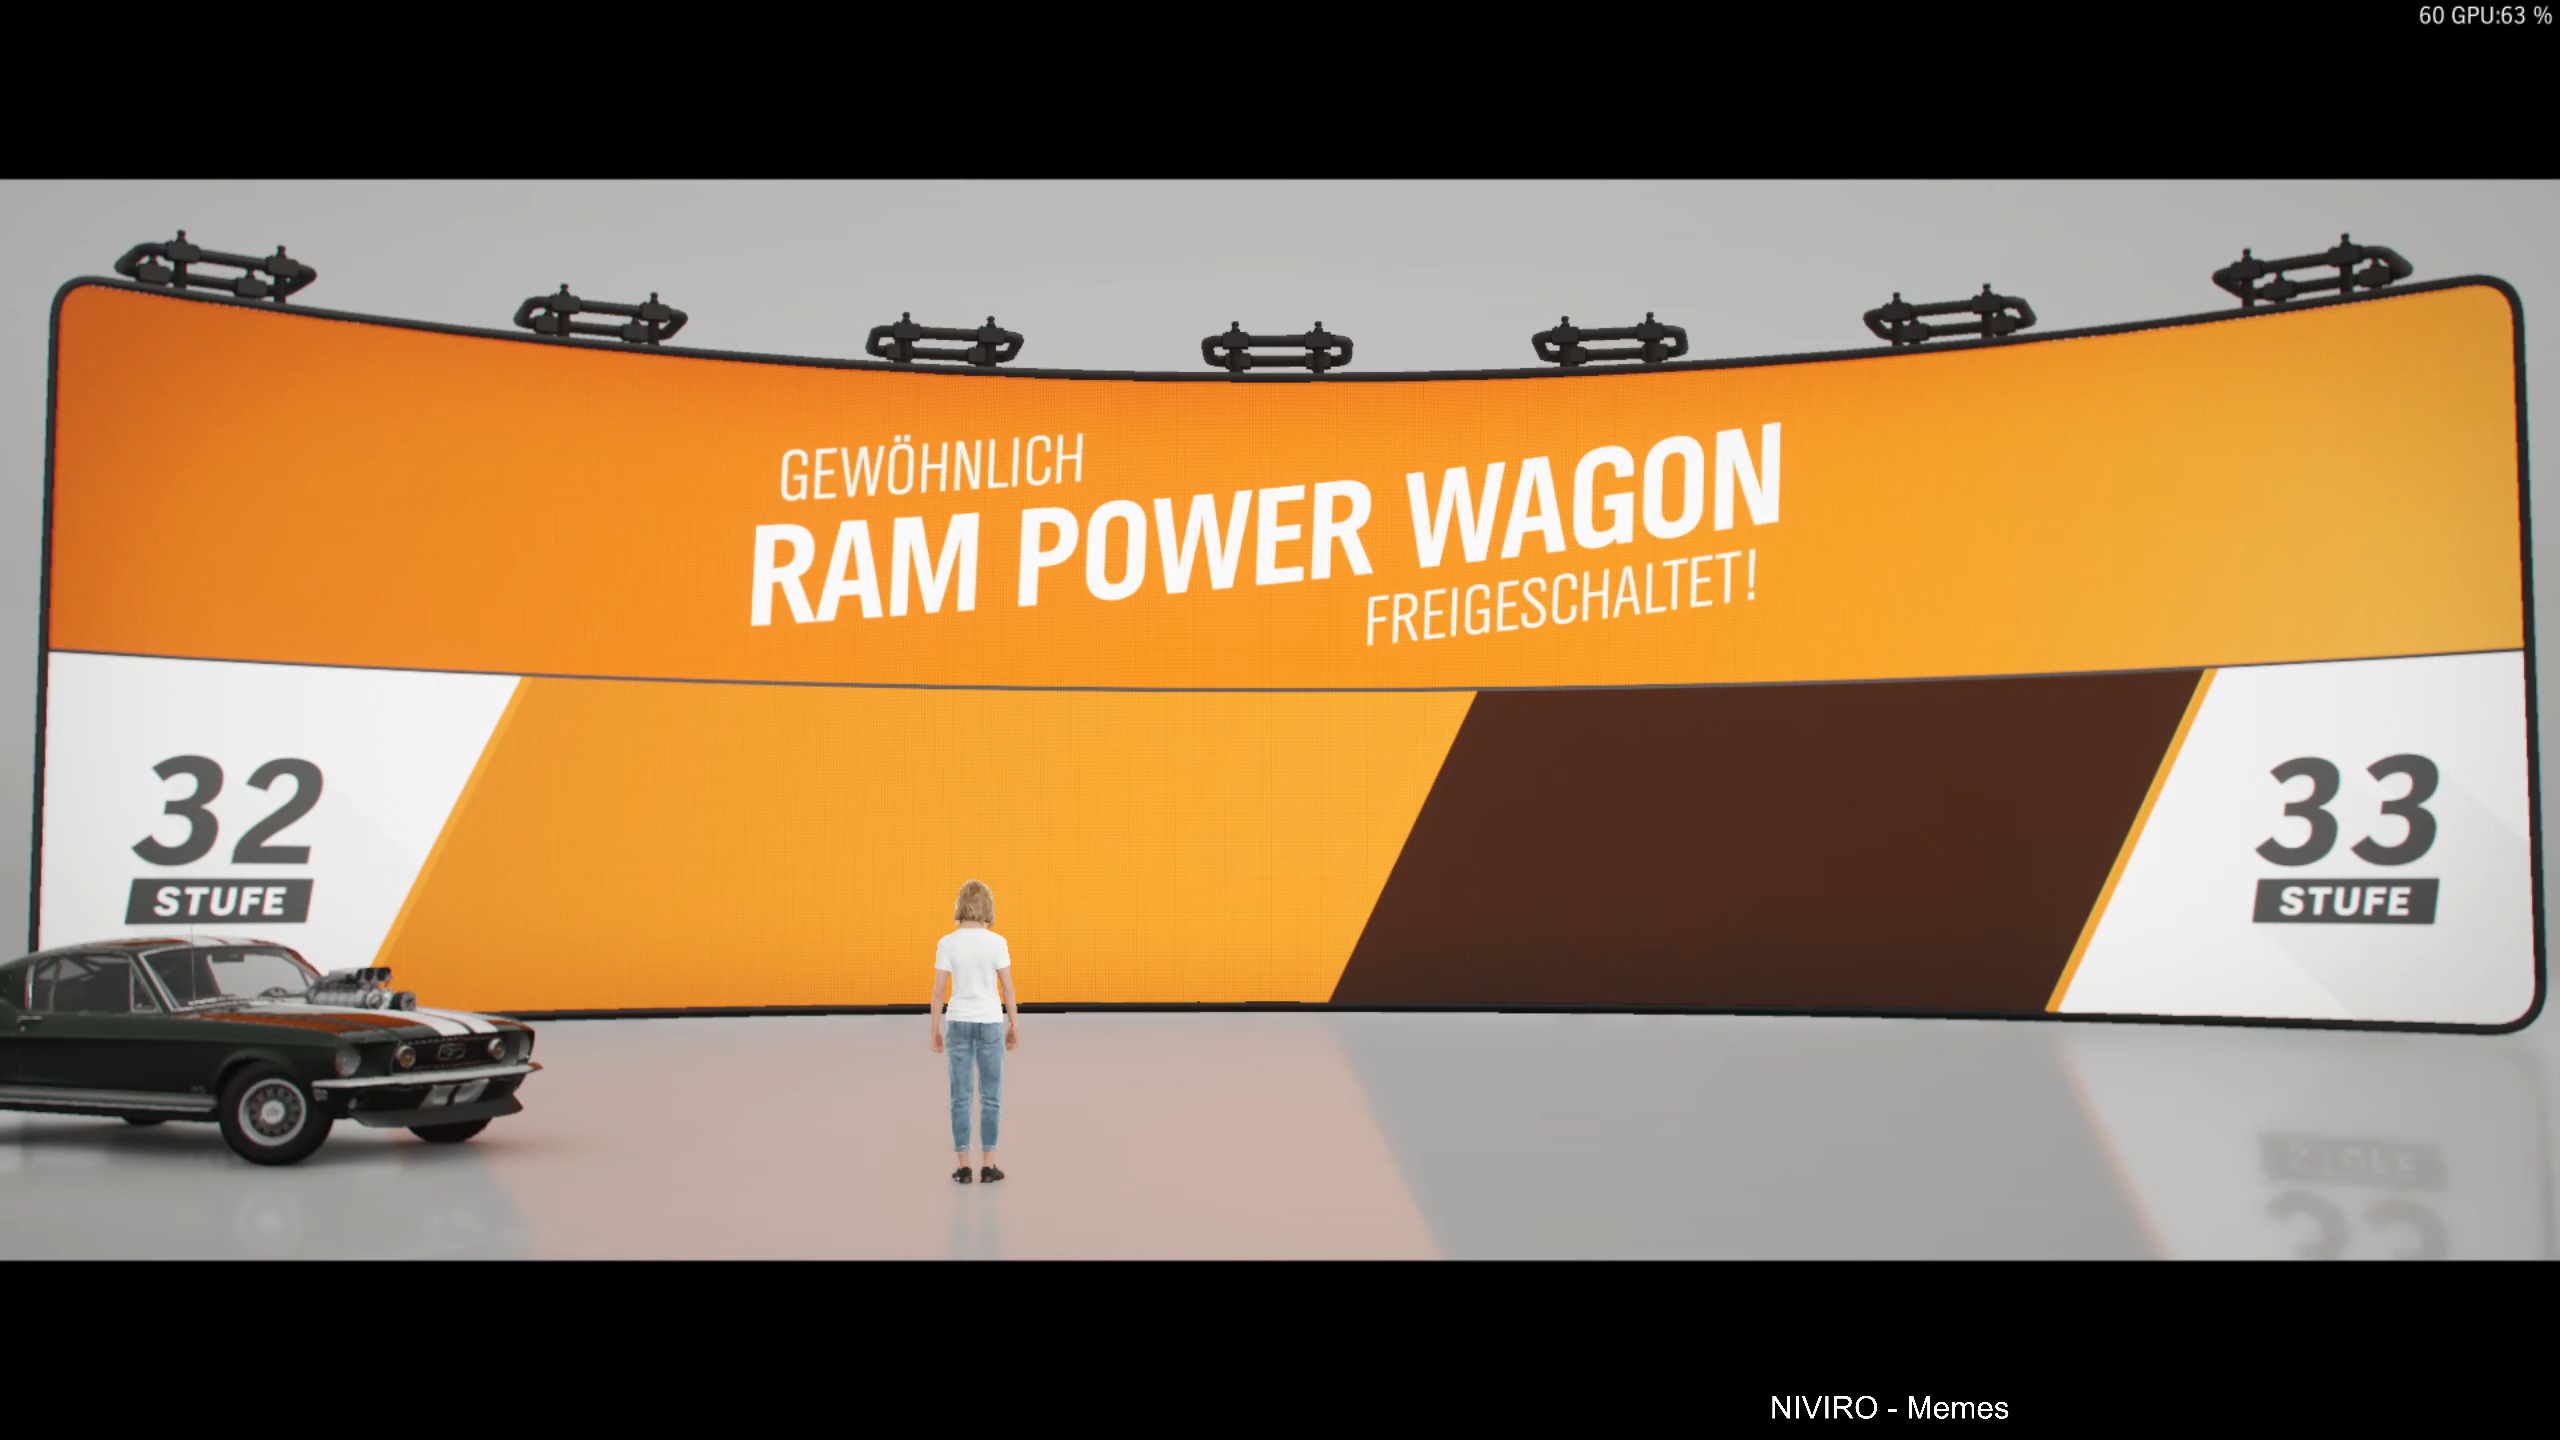 60 GPU:63 %
GEWÖHNLICH
RAM POWER WAGON
FREIGESCHALTET!
32
STUFE
33
STUFE
NIVIRO - Memes